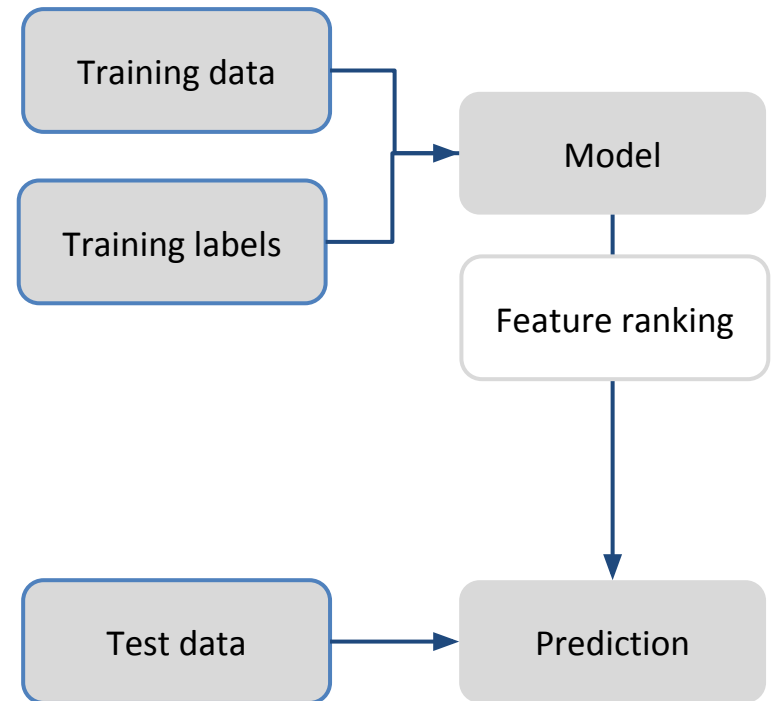 Training data
Model
Training labels
Feature ranking
Test data
Prediction